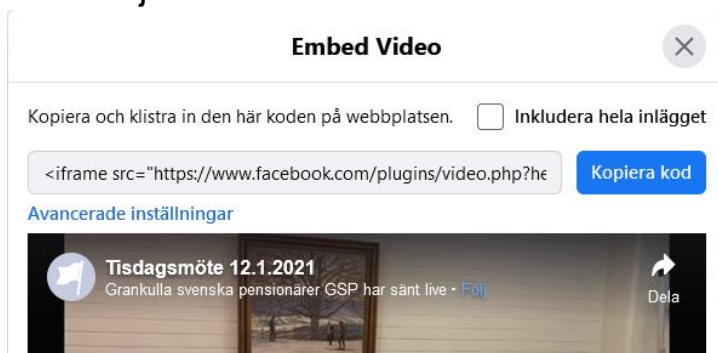 Embed Video
Kopiera och klistra in den här koden på webbplatsen. Inkludera hela inlägget
<iframe src="https://www.facebook.com/plugins/video.php?he Kopiera kod
Avancerade inställningar
Tisdagsmöte 12.1.2021
Grankulla svenska pensionärer GSP har sänt live • Följ
Dela